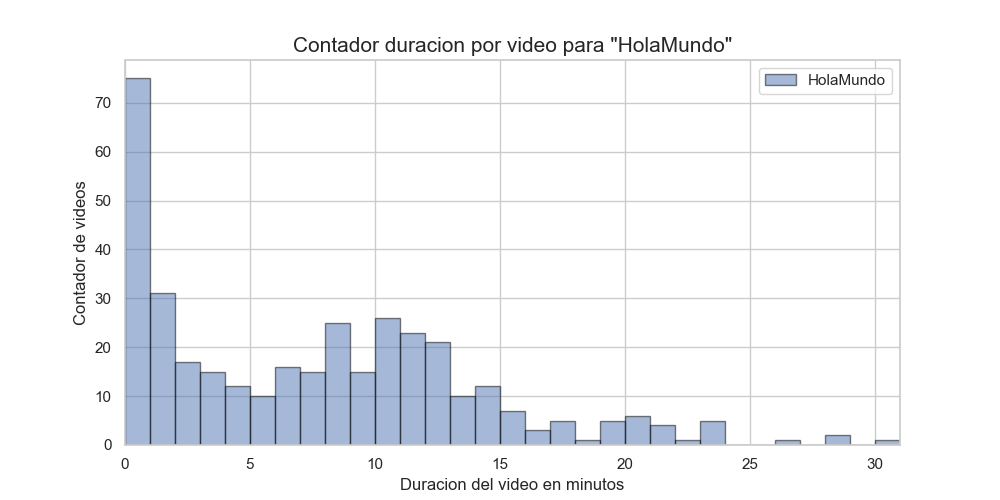 Contador duracion por video para "HolaMundo"
HolaMundo
Contador de videos
70
60
50
40
30
20
10
0
0 5 10 15 20 25 30
Duracion del video en minutos